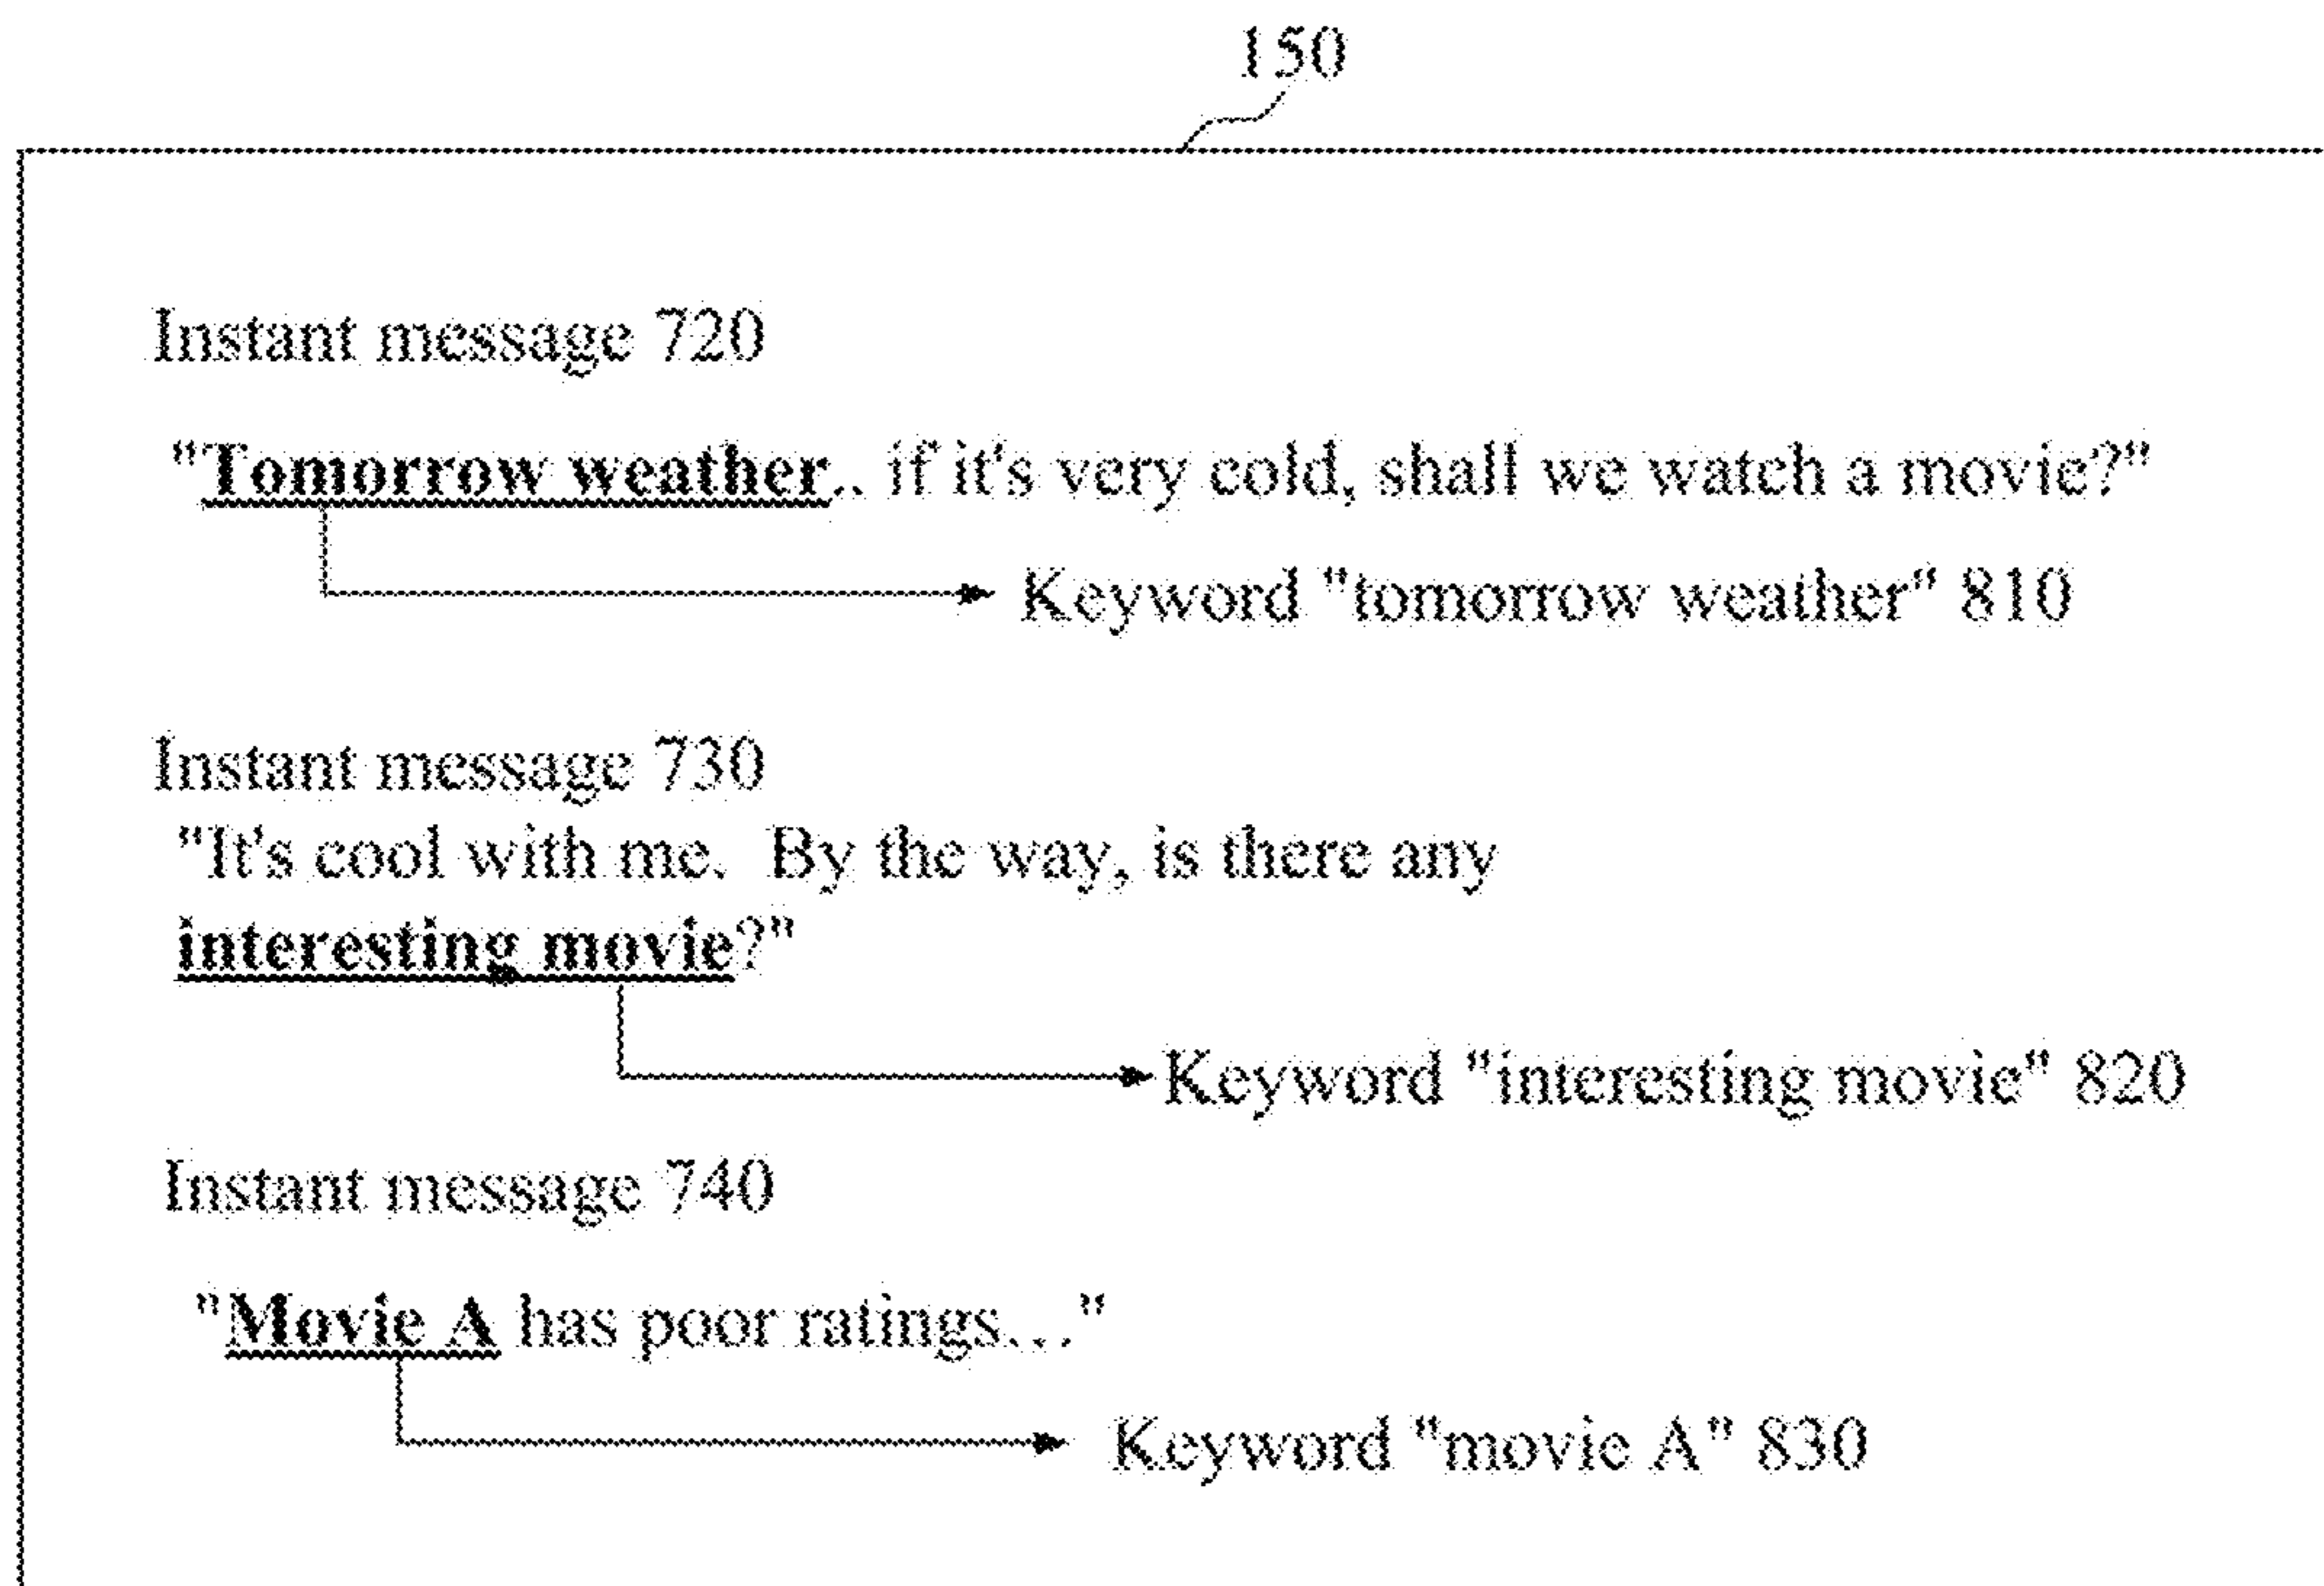 150
Instant message 720
"Tomorrow weather.. if it's very cold, shall we watch a movie?"
Keyword "tomorrow weather" 810
Instant message 730
"It's cool with me.  By the way, is there any
interesting movie?"
Keyword "interesting movie" 820
Instant message 740
"Movie A has poor ratings..."
Keyword "movie A" 830